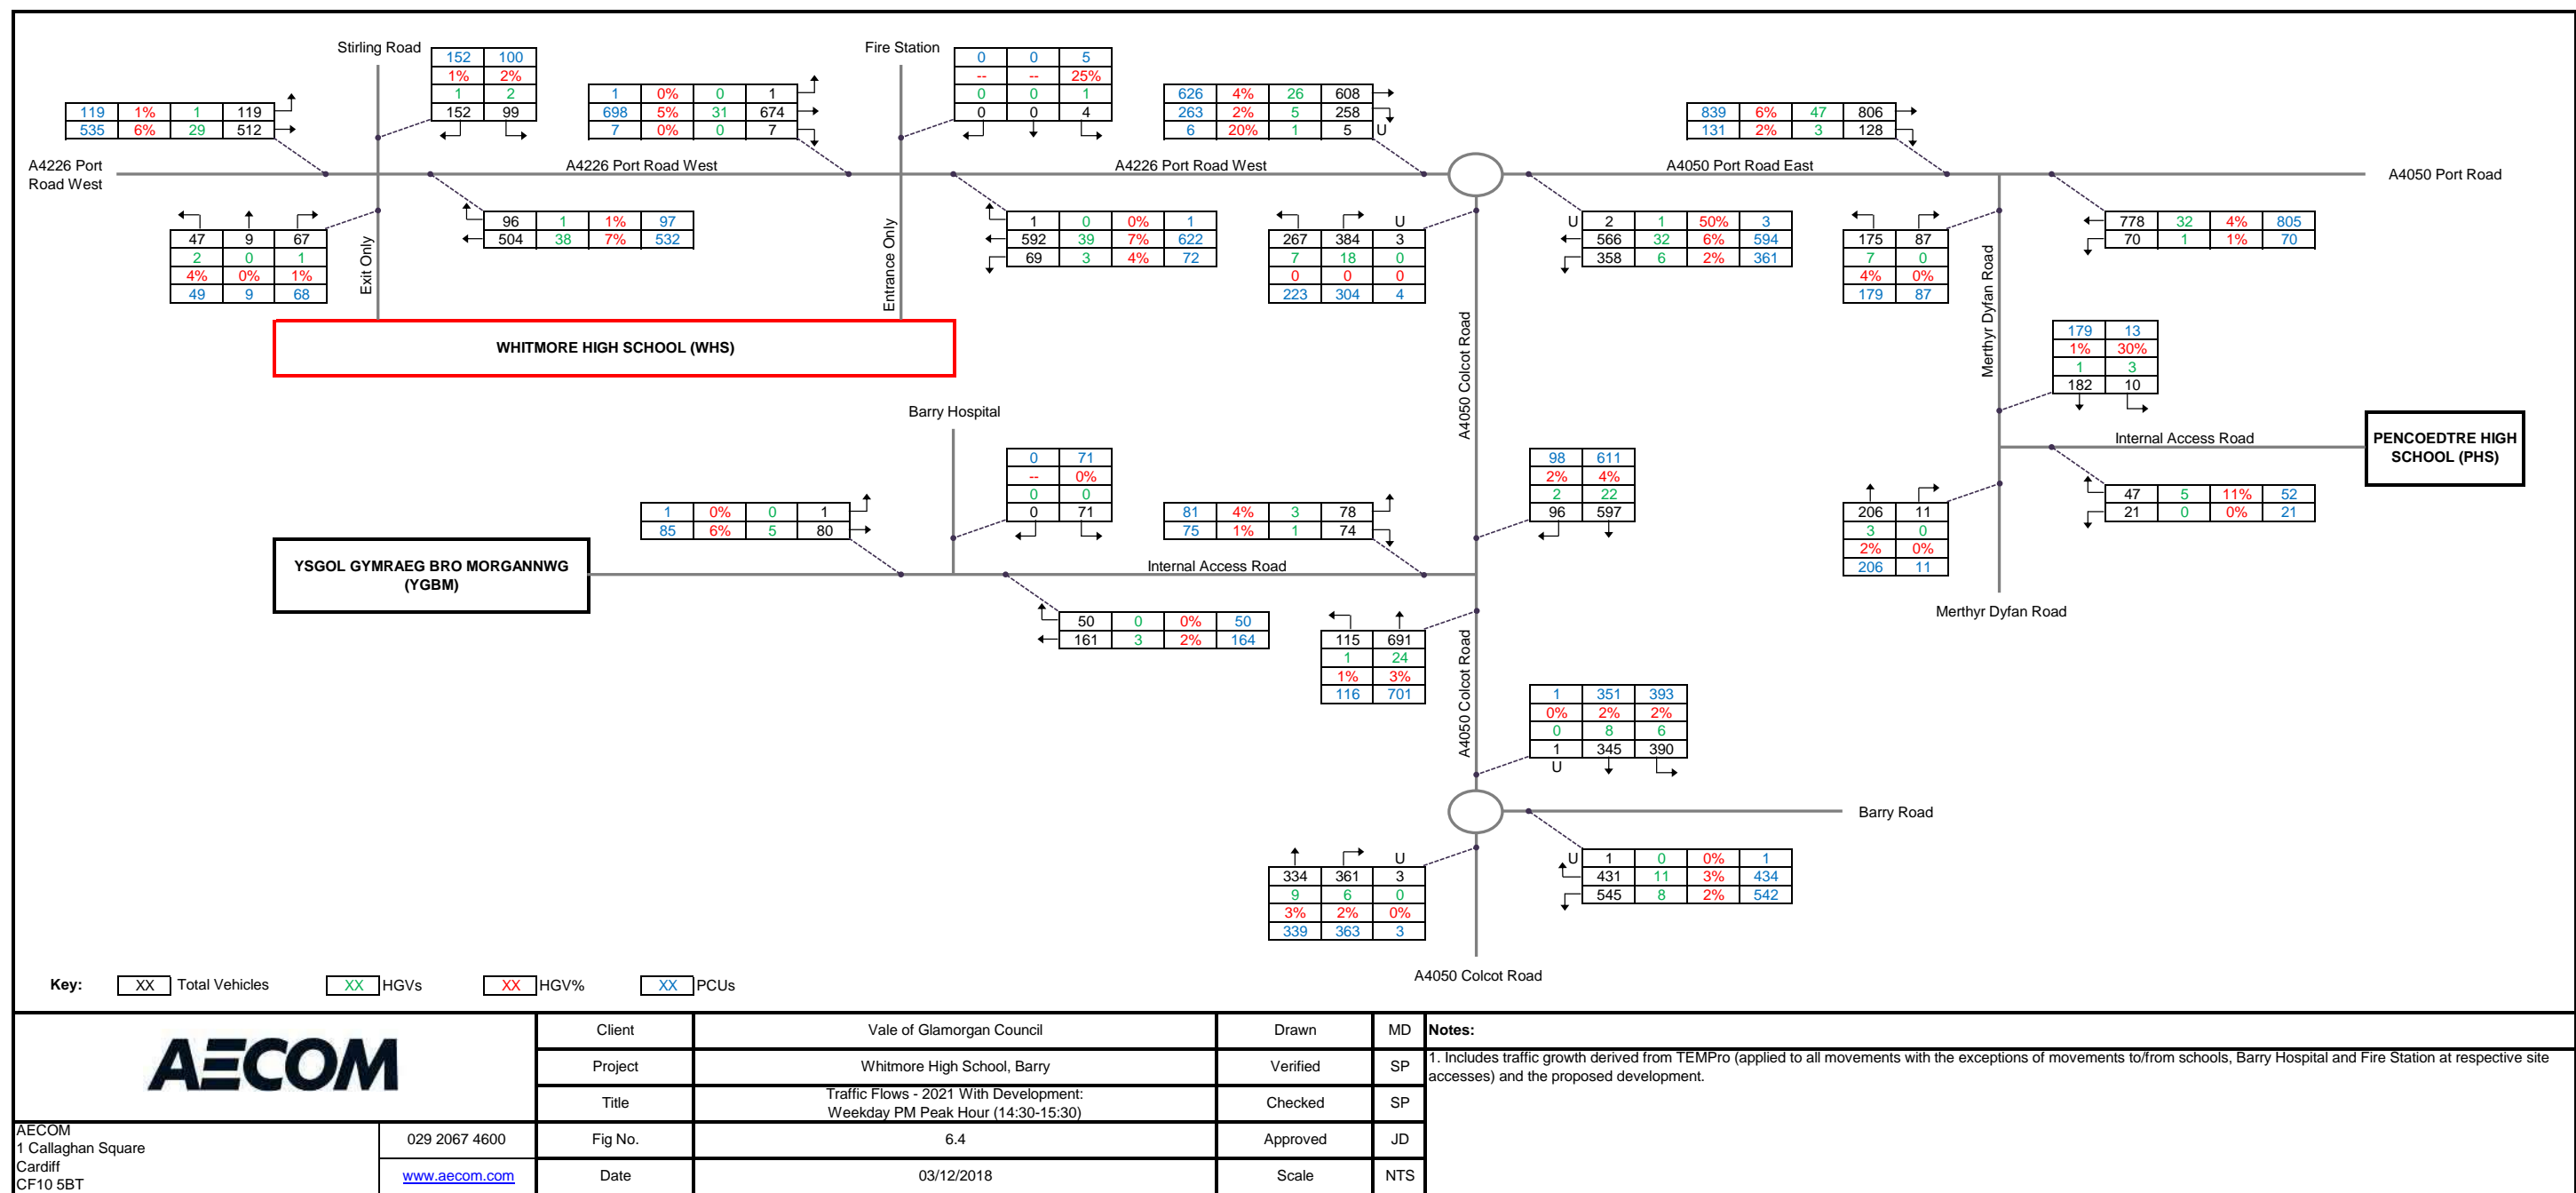 Stirling Road
152 100
1% 2%
1 2
152 99
Fire Station
0 0 5
-- -- 25%
0 0 1
0 0 4
119 1% 1 119
535 6% 29 512
1 0% 0 1
698 5% 31 674
7 0% 0 7
626 4% 26 608
263 2% 5 258
6 20% 1 5 U
839 6% 47 806
131 2% 3 128
A4226 Port
Road West
A4226 Port Road West
A4226 Port Road West
A4050 Port Road East
A4050 Port Road
47 9 67
2 0 1
4% 0% 1%
49 9 68
Exit Only
96 1 1% 97
504 38 7% 532
Entrance Only
1 0 0% 1
592 39 7% 622
69 3 4% 72
U
267 384 3
7 18 0
0 0 0
223 304 4
U 2 1 50% 3
566 32 6% 594
358 6 2% 361
175 87
7 0
4% 0%
179 87
778 32 4% 805
70 1 1% 70
WHITMORE HIGH SCHOOL (WHS)
A4050 Colcot Road
Merthyr Dyfan Road
179 13
1% 30%
1 3
182 10
Internal Access Road
PENCOEDTRE HIGH
SCHOOL (PHS)
47 5 11% 52
21 0 0% 21
206 11
3 0
2% 0%
206 11
Merthyr Dyfan Road
Barry Hospital
0 71
-- 0%
0 0
0 71
1 0% 0 1
85 6% 5 80
81 4% 3 78
75 1% 1 74
98 611
2% 4%
2 22
96 597
YSGOL GYMRAEG BRO MORGANNWG
(YGBM)
Internal Access Road
50 0 0% 50
161 3 2% 164
115 691
1 24
1% 3%
116 701
A4050 Colcot Road
1 351 393
0% 2% 2%
0 8 6
1 345 390
U
Barry Road
U 1 0 0% 1
431 11 3% 434
545 8 2% 542
U
334 361 3
9 6 0
3% 2% 0%
339 363 3
A4050 Colcot Road
Key: XX Total Vehicles XX HGVs XX HGV% XX PCUs
AECOM
Client Vale of Glamorgan Council Drawn MD
Project Whitmore High School, Barry Verified SP
Title Traffic Flows - 2021 With Development:
Weekday PM Peak Hour (14:30-15:30) Checked SP
Fig No. 6.4 Approved JD
Date 03/12/2018 Scale NTS
AECOM
1 Callaghan Square
Cardiff
CF10 5BT
029 2067 4600
www.aecom.com
Notes:
1. Includes traffic growth derived from TEMPro (applied to all movements with the exceptions of movements to/from schools, Barry Hospital and Fire Station at respective site
accesses) and the proposed development.